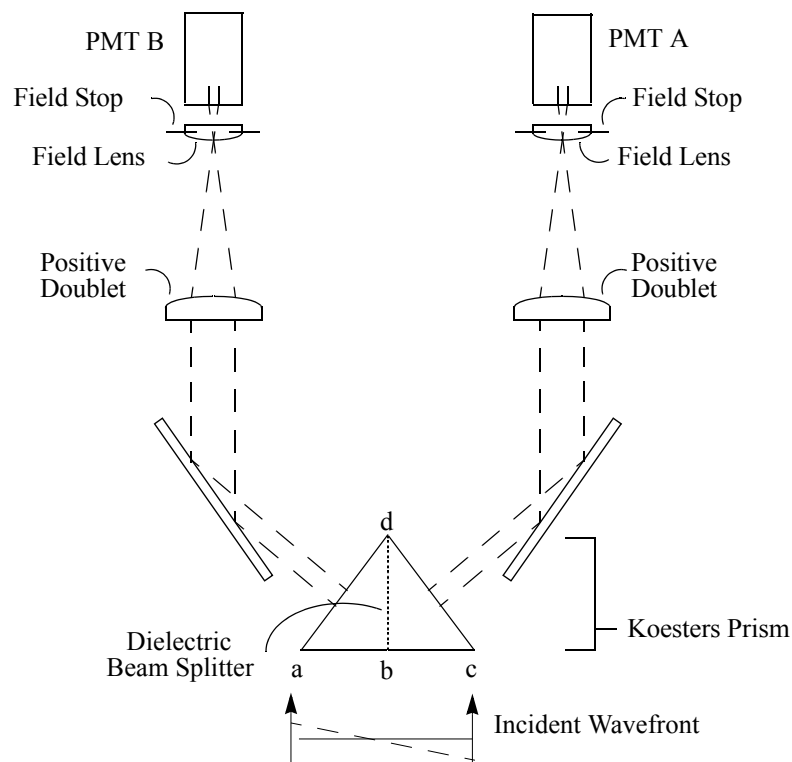 PMT B
PMT A
Field Stop
Field Stop
Field Lens
Field Lens
Positive
Doublet
Positive
Doublet
d
Dielectric
Beam Splitter
Koesters Prism
a
b
c
Incident Wavefront